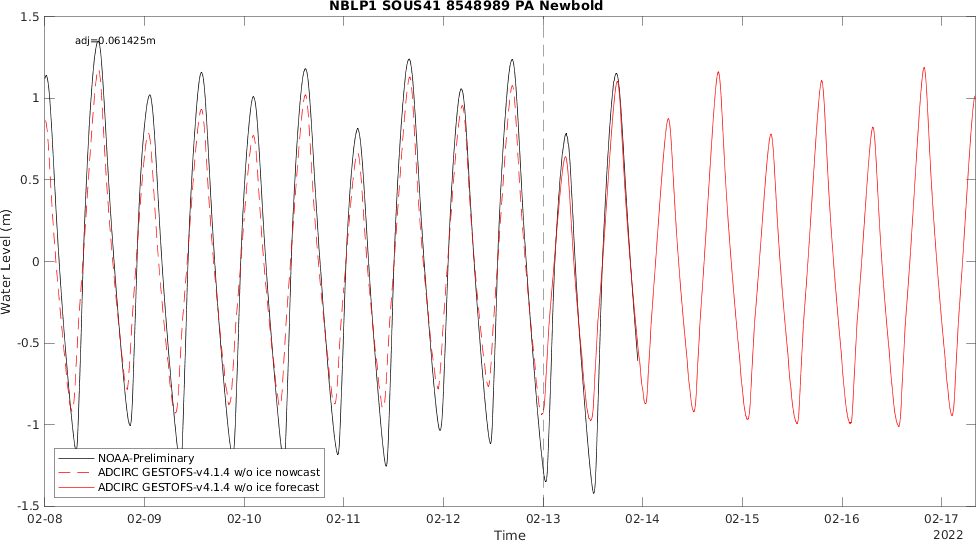 NBLP1 SOUS41 8548989 PA Newbold
adj=0.061425m
1.5
1
0.5
0
-0.5
-1
-1.5
Water Level (m)
NOAA-Preliminary
ADCIRC GESTOFS-v4.1.4 w/o ice nowcast
ADCIRC GESTOFS-v4.1.4 w/o ice forecast
02-08 02-09 02-10 02-11 02-12 02-13 02-14 02-15 02-16 02-17
Time
2022